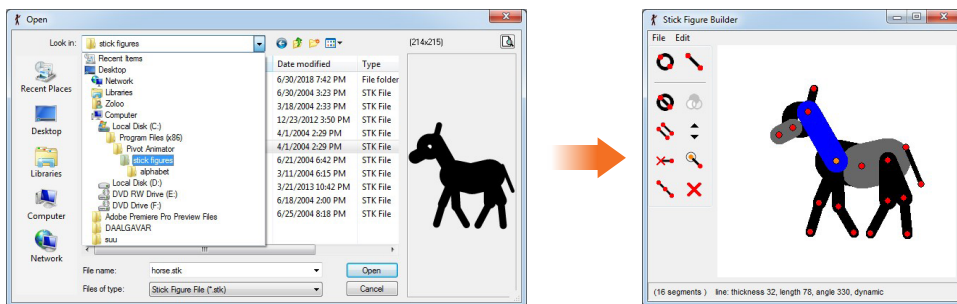 Open
Look in:
stick figures
(214x215)
Recent Items
Desktop
Network
Libraries
Zoloo
Computer
Local Disk (C:)
Program Files (x86)
Pivot Animator
stick figures
alphabet
Local Disk (D:)
DVD RW Drive (E:)
DVD Drive (F:)
Adobe Premiere Pro Preview Files
DAALGAVAR
suu
Recent Places
Desktop
Libraries
Computer
Network
Date modified Type
6/30/2018 7:42 PM File folder
6/30/2004 3:23 PM STK File
3/18/2004 2:33 PM STK File
12/23/2012 3:50 PM STK File
4/1/2004 2:29 PM STK File
4/1/2004 2:29 PM STK File
6/21/2004 6:42 PM STK File
3/11/2004 6:15 PM STK File
3/21/2013 10:42 PM STK File
6/18/2004 2:00 PM STK File
6/25/2004 8:18 PM STK File
File name: horse.stk Open
Files of type: Stick Figure File (*.stk) Cancel
Stick Figure Builder
File Edit
(16 segments ) line: thickness 32, length 78, angle 330, dynamic